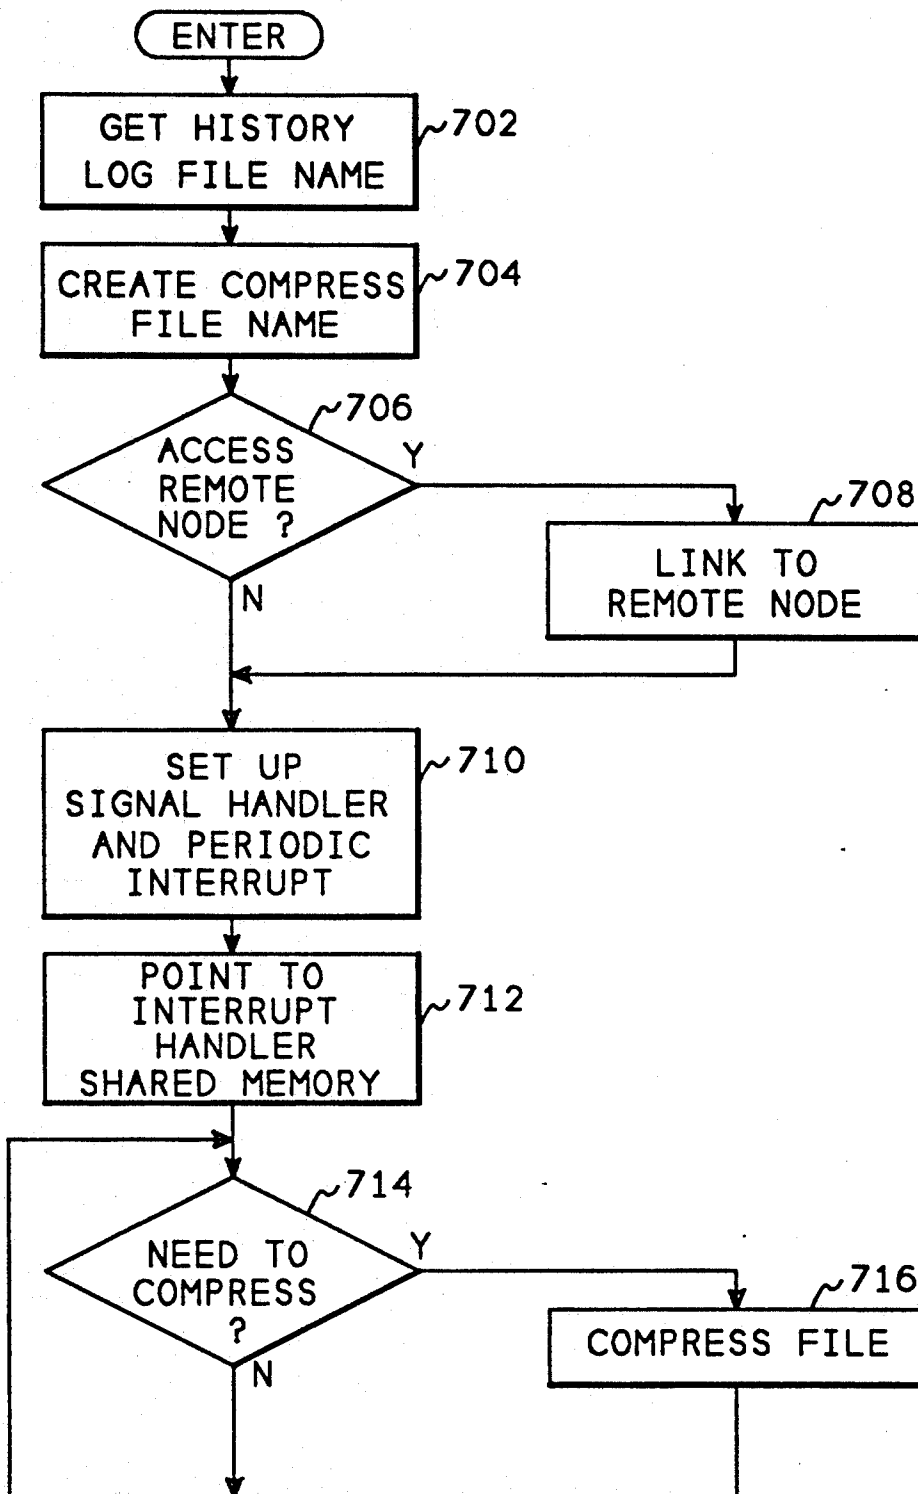 ENTER
GET HISTORY
LOG FILE NAME
702
CREATE COMPRESS
FILE NAME
704
706
ACCESS
REMOTE
NODE ?
Y
N
708
LINK TO
REMOTE NODE
SET UP
SIGNAL HANDLER
AND PERIODIC
INTERRUPT
710
POINT TO
INTERRUPT
HANDLER
SHARED MEMORY
712
714
NEED TO
COMPRESS
?
Y
N
716
COMPRESS FILE